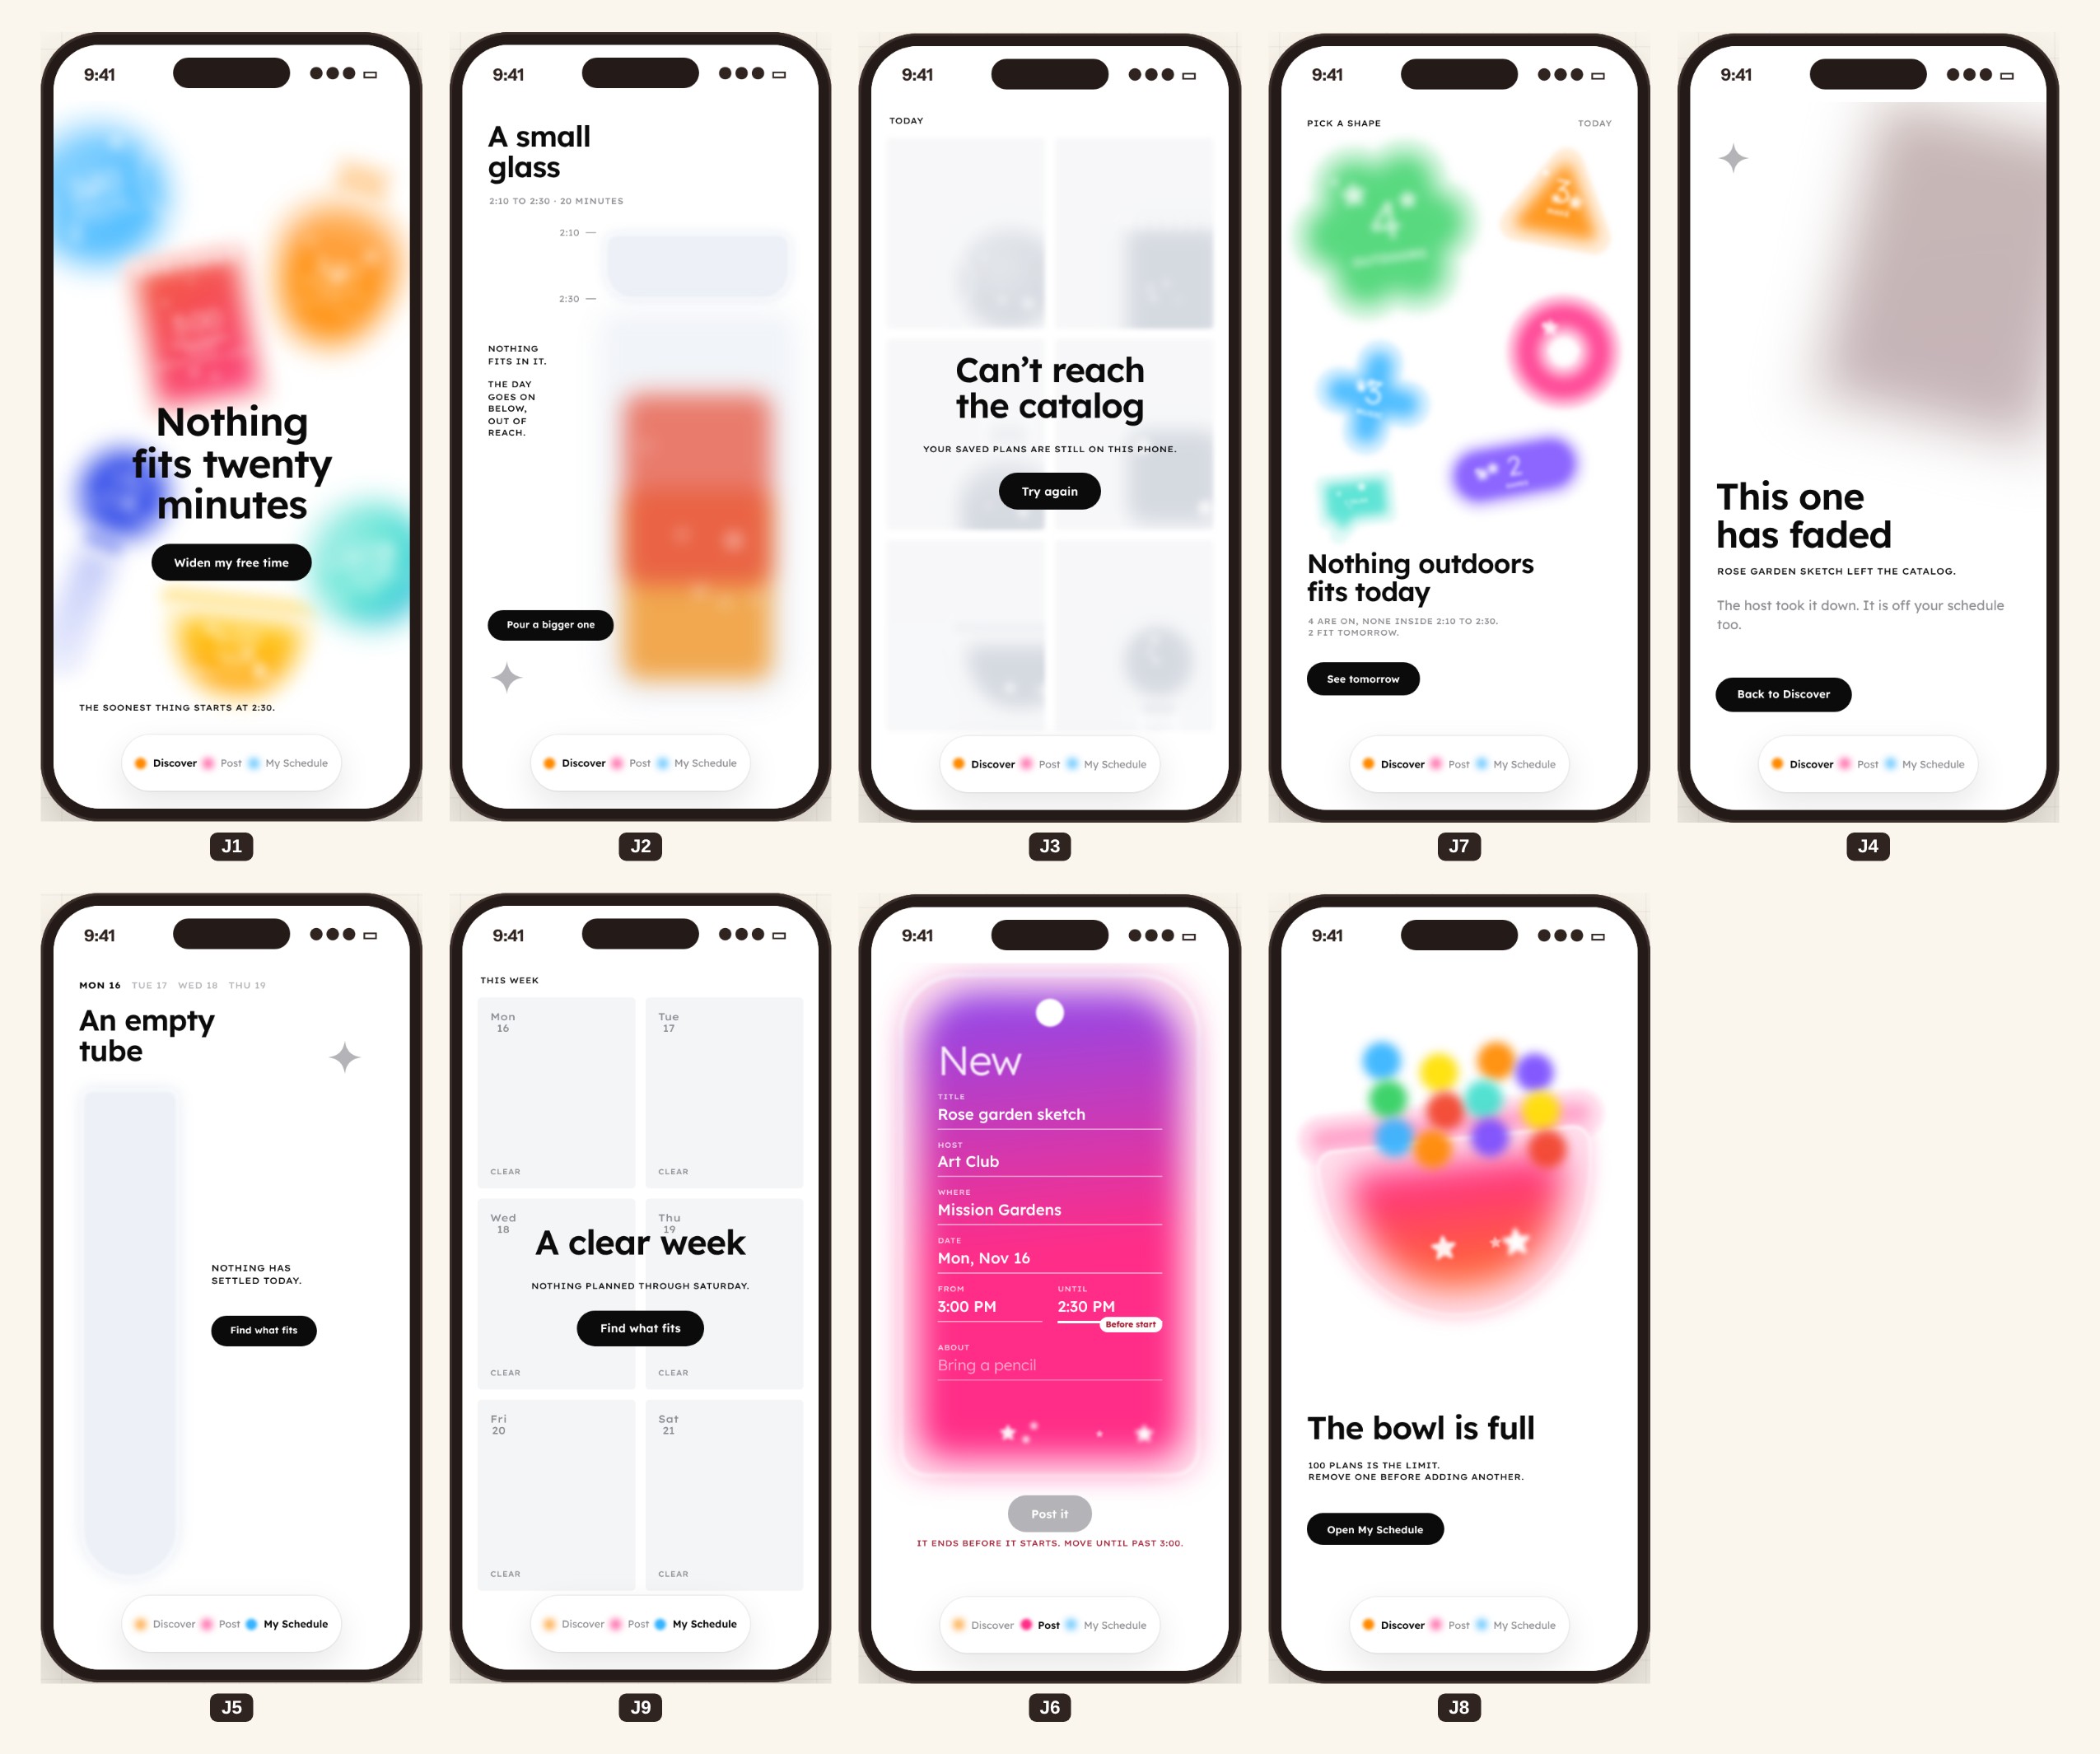 9:41
Nothing
fits twenty
minutes
Widen my free time
THE SOONEST THING STARTS AT 2:30.
Discover Post My Schedule
J1
9:41
A small
glass
2:10 TO 2:30 · 20 MINUTES
2:10
2:30
NOTHING
FITS IN IT.
THE DAY
GOES ON
BELOW,
OUT OF
REACH.
Pour a bigger one
Discover Post My Schedule
J2
9:41
TODAY
Can’t reach
the catalog
YOUR SAVED PLANS ARE STILL ON THIS PHONE.
Try again
Discover Post My Schedule
J3
9:41
PICK A SHAPE TODAY
4
3
3
2
Nothing outdoors
fits today
4 ARE ON, NONE INSIDE 2:10 TO 2:30.
2 FIT TOMORROW.
See tomorrow
Discover Post My Schedule
J7
9:41
This one
has faded
ROSE GARDEN SKETCH LEFT THE CATALOG.
The host took it down. It is off your schedule
too.
Back to Discover
Discover Post My Schedule
J4
9:41
MON 16 TUE 17 WED 18 THU 19
An empty
tube
NOTHING HAS
SETTLED TODAY.
Find what fits
Discover Post My Schedule
J5
9:41
THIS WEEK
Mon
16
CLEAR
Tue
17
CLEAR
Wed
18
Thu
19
A clear week
NOTHING PLANNED THROUGH SATURDAY.
Find what fits
CLEAR
CLEAR
Fri
20
CLEAR
Sat
21
CLEAR
Discover Post My Schedule
J9
9:41
New
TITLE
Rose garden sketch
HOST
Art Club
WHERE
Mission Gardens
DATE
Mon, Nov 16
FROM
3:00 PM
UNTIL
2:30 PM
Before start
ABOUT
Bring a pencil
Post it
IT ENDS BEFORE IT STARTS. MOVE UNTIL PAST 3:00.
Discover Post My Schedule
J6
9:41
The bowl is full
100 PLANS IS THE LIMIT.
REMOVE ONE BEFORE ADDING ANOTHER.
Open My Schedule
Discover Post My Schedule
J8